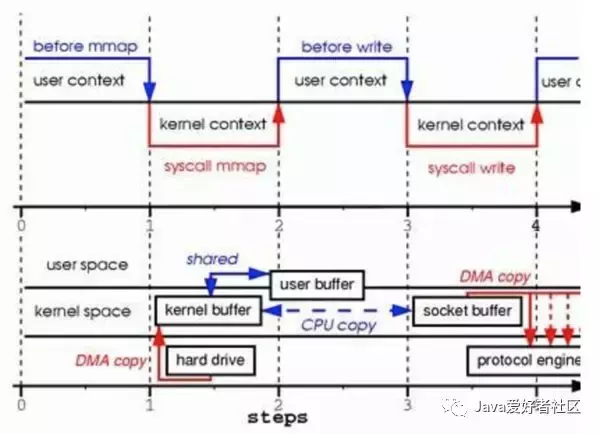 before mmap
before write
user context
user context
user c
kernel context
kernel context
syscall mmap
syscall write
0
1
2
3
4
user space
shared
user buffer
DMA copy
kernel space
kernel buffer
CPU copy
socket buffer
DMA copy
hard drive
protocol engine
0
1
2
3
steps
Java爱好者社区